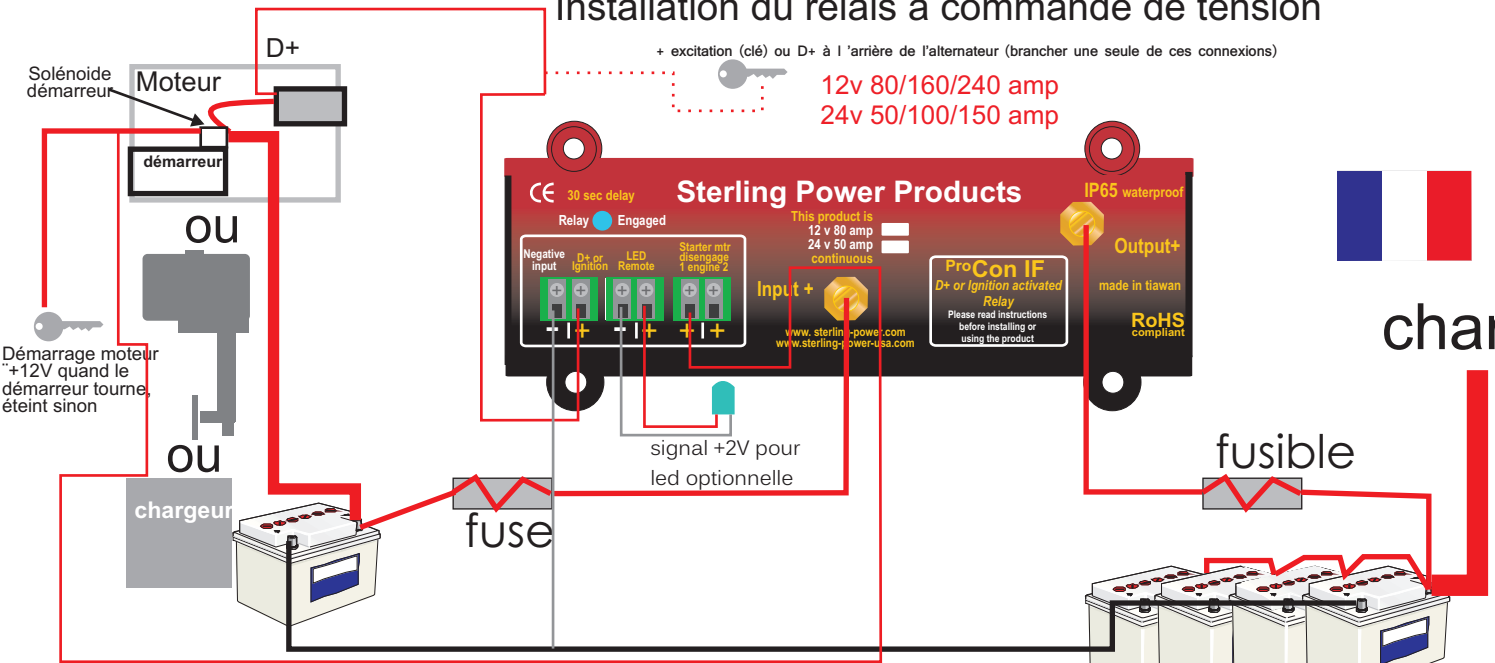 Installation du relais à commande de tension
+ excitation (clé) ou D+ à l 'arrière de l'alternateur (brancher une seule de ces connexions)
12v 80/160/240 amp
24v 50/100/150 amp
D+
Solénoide
démarreur
Moteur
démarreur
ou
Démarrage moteur
¨+12V quand le
démarreur tourne,
éteint sinon
ou
chargeur
CE
30 sec delay
Sterling Power Products
IP65 waterproof
Relay
Engaged
This product is
12 v 80 amp
24 v 50 amp
continuous
Output+
Negative
input
D+ or
Ignition
LED
Remote
Starter mtr
disengage
1 engine 2
- | +
- | +
+ | +
Input +
ProCon IF
D+ or Ignition activated
Relay
Please read instructions
before installing or
using the product
made in tiawan
RoHS
compliant
www. sterling-power.com
www.sterling-power-usa.com
signal +2V pour
led optionnelle
fuse
fusible
char